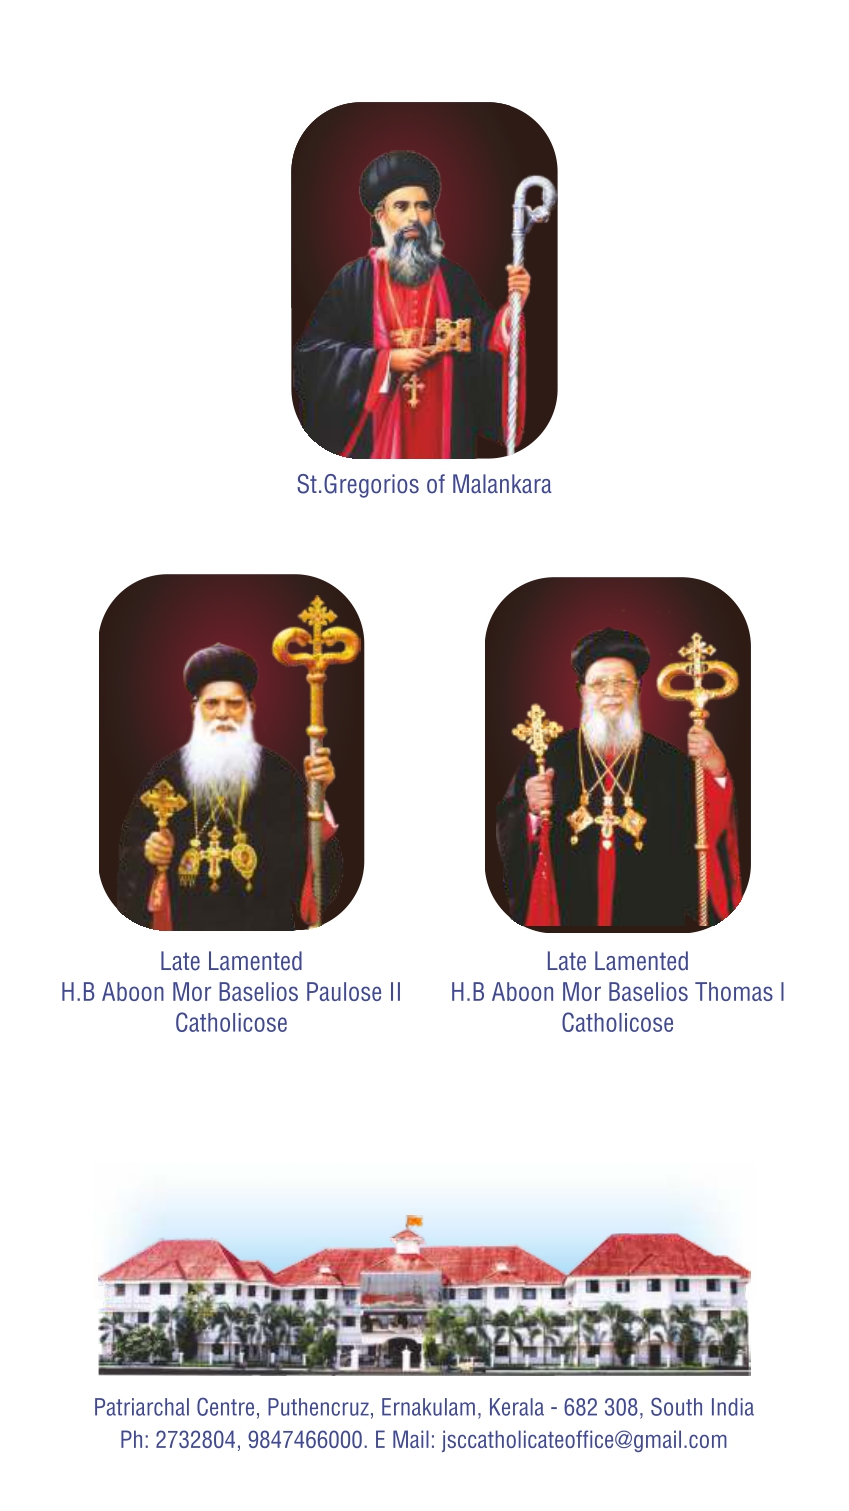 St.Gregorios of Malankara
Late Lamented
H.B Aboon Mor Baselios Paulose II
Catholicose
Late Lamented
H.B Aboon Mor Baselios Thomas I
Catholicose
Patriarchal Centre, Puthencruz, Ernakulam, Kerala - 682 308, South India
Ph: 2732804, 9847466000. E Mail: jsccatholicateoffice@gmail.com